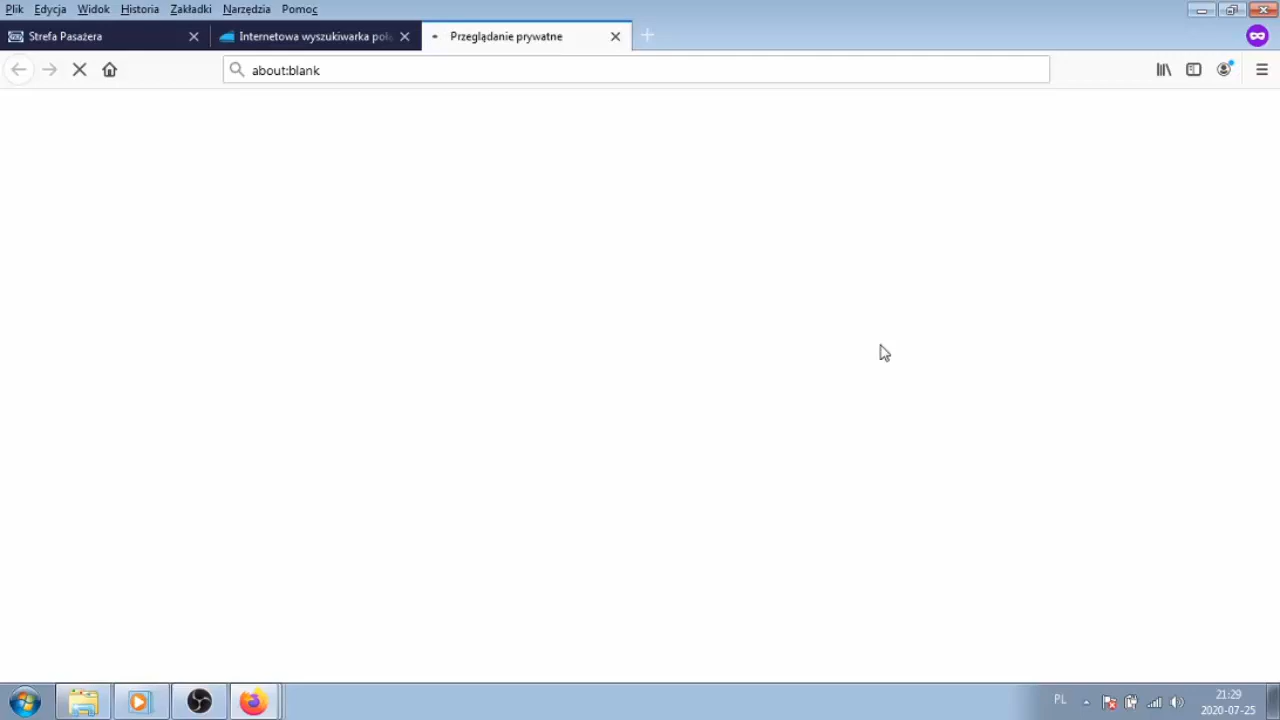 Plik Edycja Widok Historia Zakładki Narzędzia Pomoc
Strefa Pasażera Internetowa wyszukiwarka poł Przeglądanie prywatne
about:blank
PL
21:29
2020-07-25